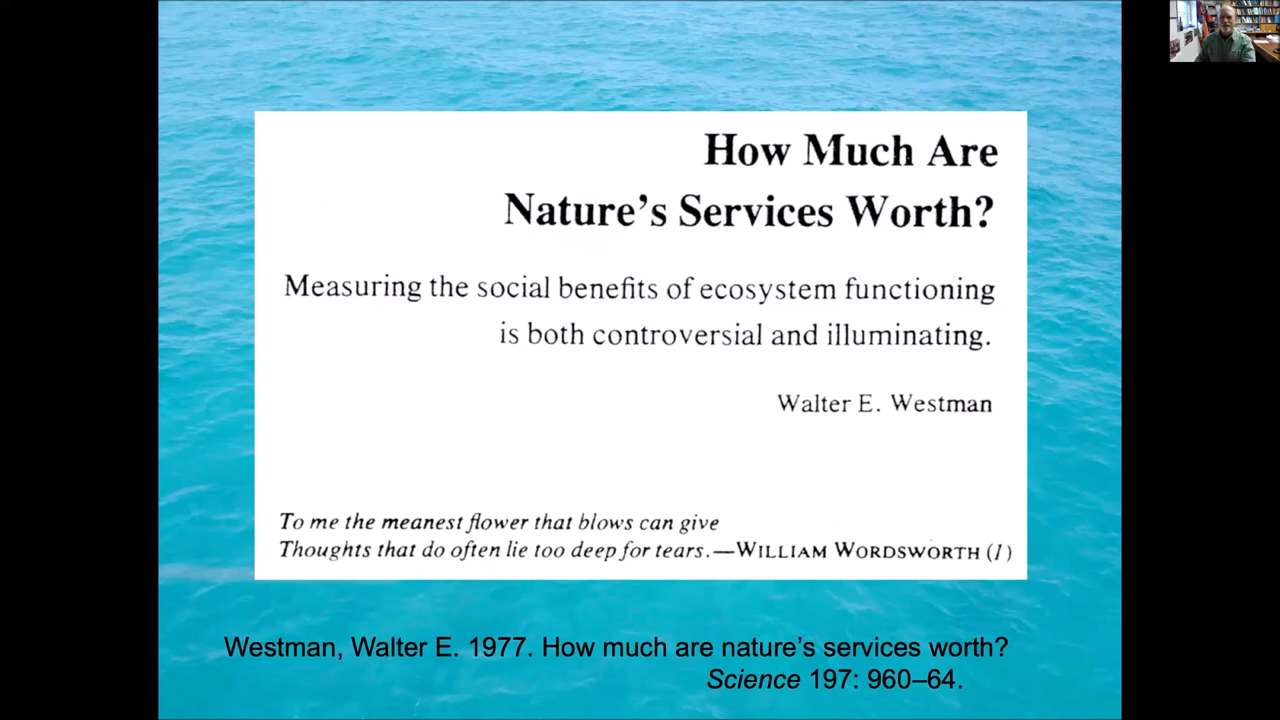 How Much Are
Nature's Services Worth?
Measuring the social benefits of ecosystem functioning
is both controversial and illuminating.
Walter E. Westman
To me the meanest flower that blows can give
Thoughts that do often lie too deep for tears.—WILLIAM WORDSWORTH (1)
Westman, Walter E. 1977. How much are nature's services worth?
Science 197: 960–64.